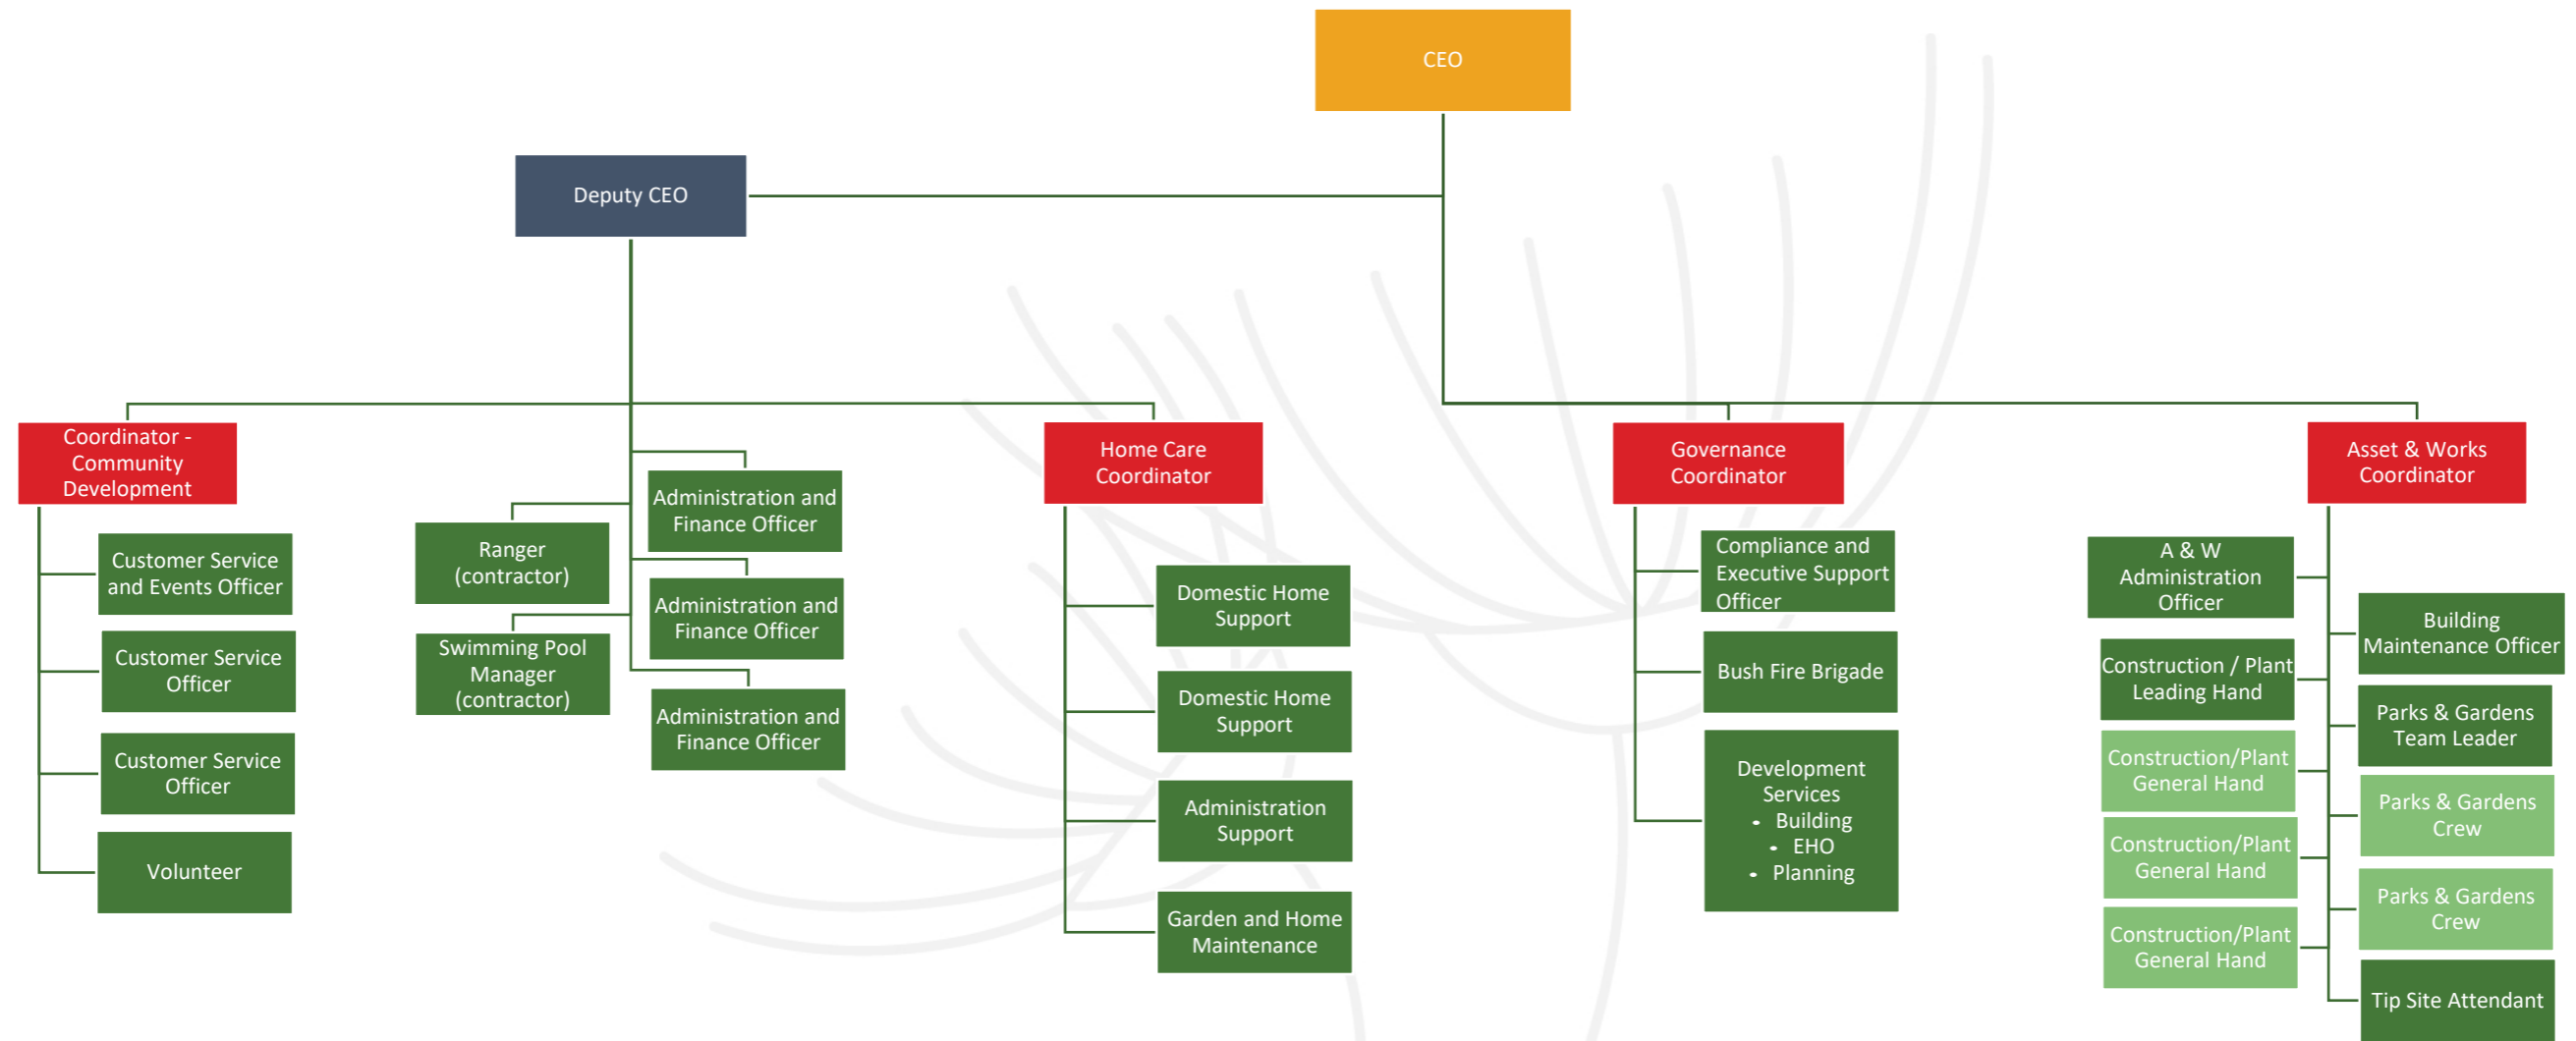 CEO
Deputy CEO
Coordinator -
Community
Development
Customer Service
and Events Officer
Customer Service
Officer
Customer Service
Officer
Volunteer
Ranger
(contractor)
Swimming Pool
Manager
(contractor)
Administration and
Finance Officer
Administration and
Finance Officer
Administration and
Finance Officer
Home Care
Coordinator
Domestic Home
Support
Domestic Home
Support
Administration
Support
Garden and Home
Maintenance
Governance
Coordinator
Compliance and
Executive Support
Officer
Bush Fire Brigade
Development
Services
• Building
• EHO
• Planning
Asset & Works
Coordinator
A & W
Administration
Officer
Construction / Plant
Leading Hand
Construction/Plant
General Hand
Construction/Plant
General Hand
Construction/Plant
General Hand
Building
Maintenance Officer
Parks & Gardens
Team Leader
Parks & Gardens
Crew
Parks & Gardens
Crew
Tip Site Attendant